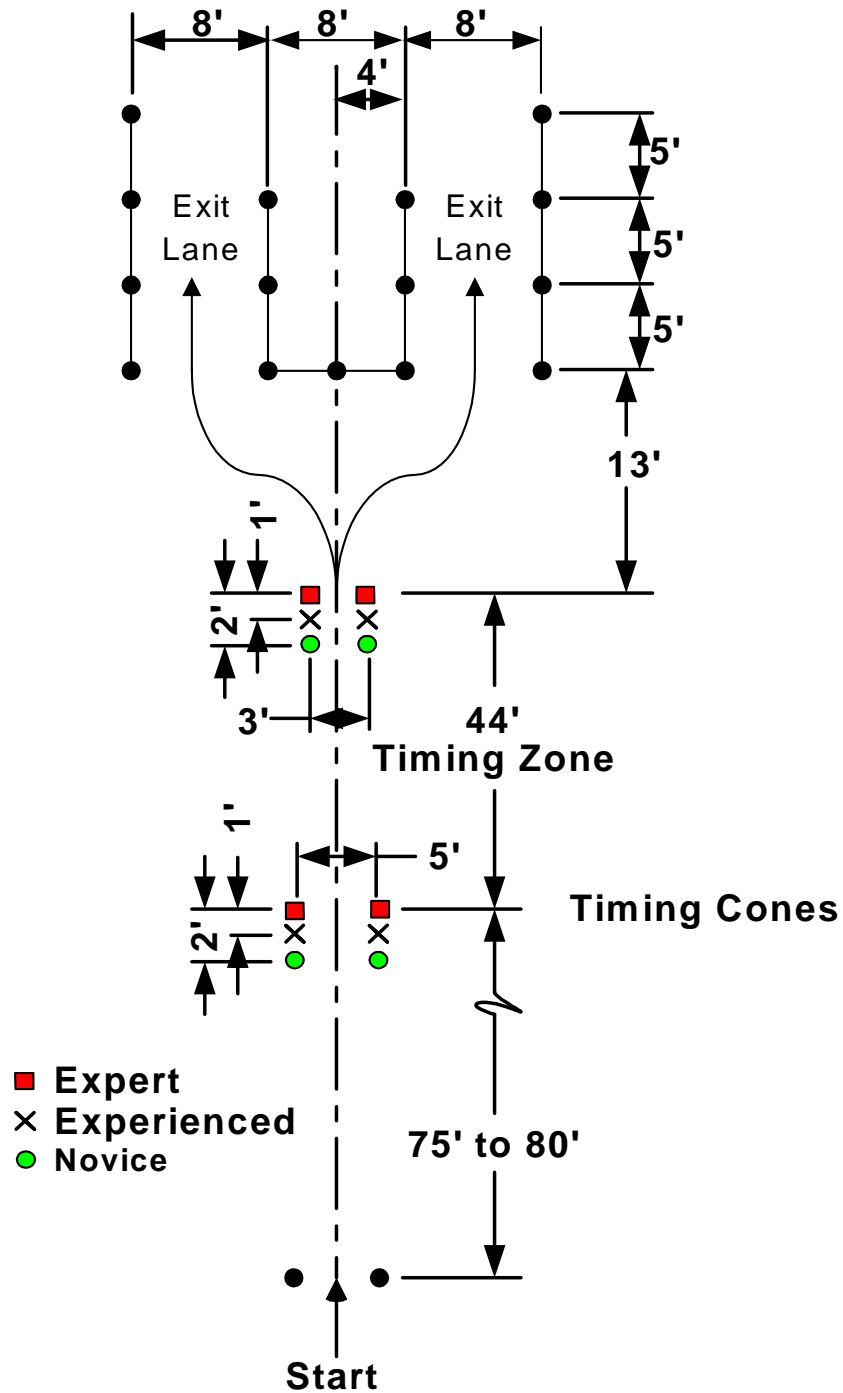 8' 8' 8'
4'
5'
Exit Exit
Lane Lane
5'
5'
13'
1'
2'
3' 44'
Timing Zone
1'
5'
2'
Timing Cones
Expert
Experienced
Novice
75' to 80'
Start